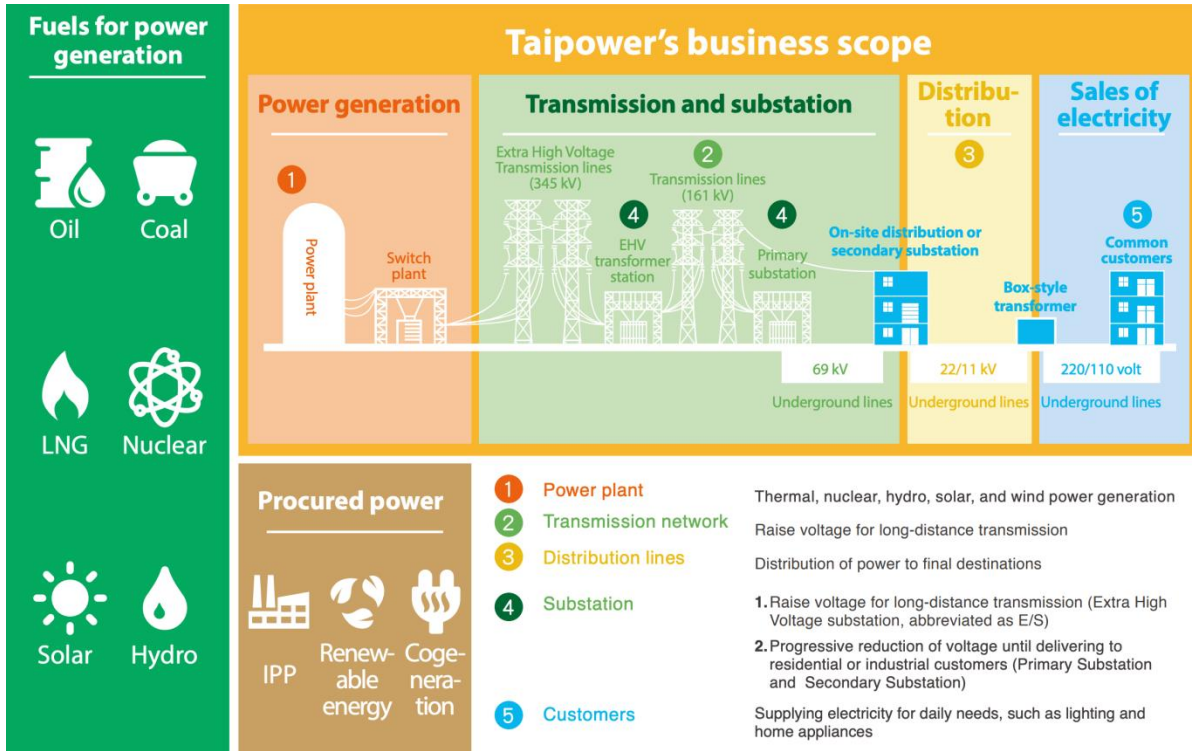 Fuels for power
generation
Oil
Coal
LNG
Nuclear
Solar
Hydro
Taipower's business scope
Power generation
1
Power plant
Switch
plant
Transmission and substation
Extra High Voltage
Transmission lines
(345 kV)
2
Transmission lines
(161 kV)
4
EHV
transformer
station
4
Primary
substation
69 kV
Underground lines
Distribu-
tion
3
On-site distribution or
secondary substation
22/11 kV
Underground lines
Box-style
transformer
Sales of
electricity
5
Common
customers
220/110 volt
Underground lines
Procured power
IPP
Renew-
able
energy
Coge-
nera-
tion
1 Power plant
Thermal, nuclear, hydro, solar, and wind power generation
2 Transmission network
Raise voltage for long-distance transmission
3 Distribution lines
Distribution of power to final destinations
4 Substation
1. Raise voltage for long-distance transmission (Extra High
Voltage substation, abbreviated as E/S)
2. Progressive reduction of voltage until delivering to
residential or industrial customers (Primary Substation
and Secondary Substation)
5 Customers
Supplying electricity for daily needs, such as lighting and
home appliances